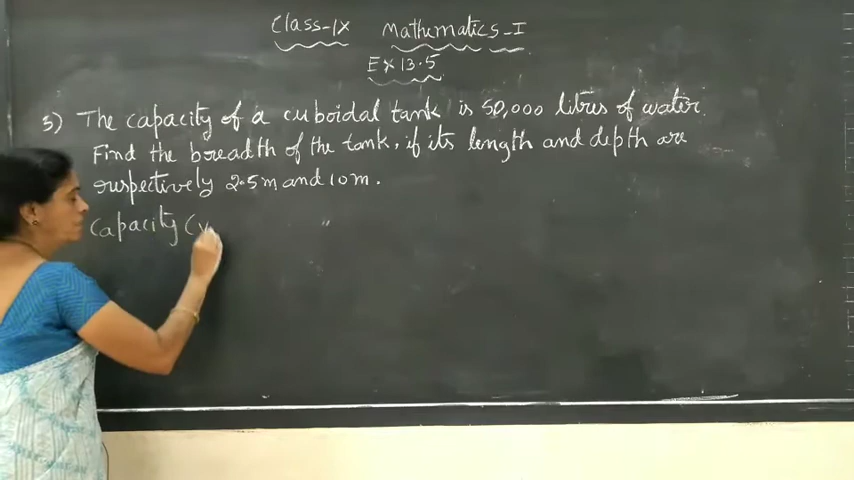 Class-IX Mathematics-I
Ex 13.5
5) The capacity of a cuboidal tank is 50,000 litres of water.
Find the breadth of the tank, if its length and depth are
respectively 2.5m and 10m.
Capacity (v